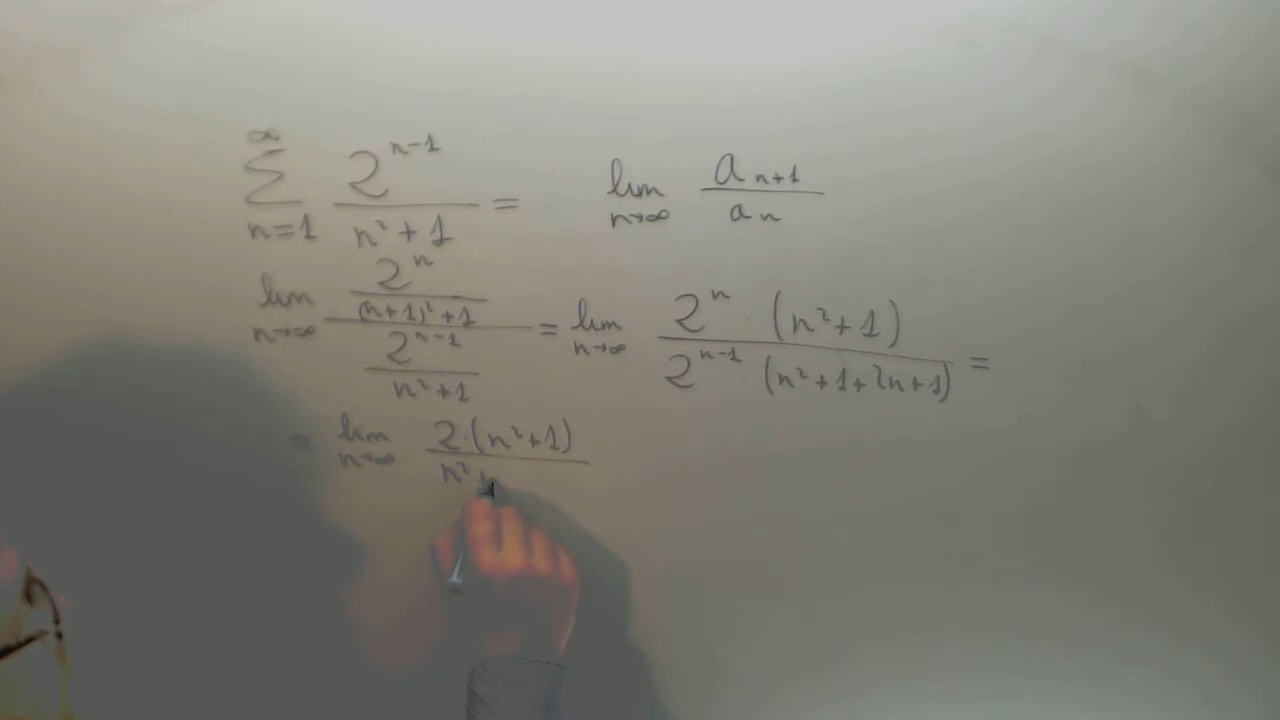 ∞ ∑ n=1 2^(n-1) / (n²+1) = lim n→∞ a_(n+1) / a_n
lim n→∞ (2^n / ((n+1)²+1)) / (2^(n-1) / (n²+1)) = lim n→∞ 2^n (n²+1) / (2^(n-1) (n²+1+2n+1)) =
= lim n→∞ 2·(n²+1) / (n²+